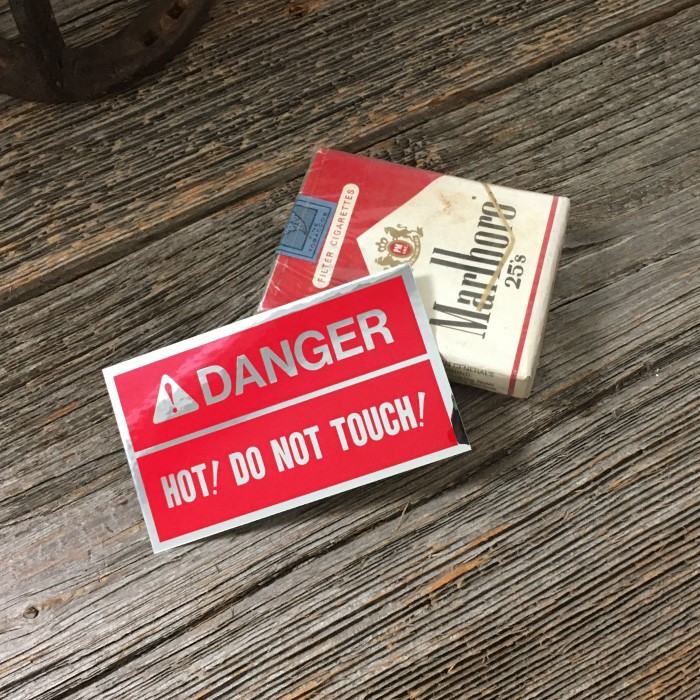 FILTER CIGARETTES
Marlboro
25's
DANGER
HOT! DO NOT TOUCH!